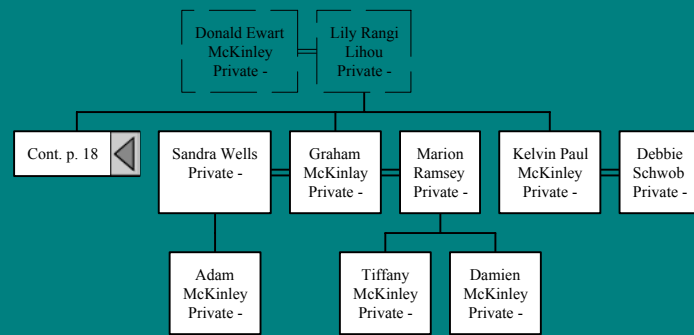 Donald Ewart
McKinley
Private -
Lily Rangi
Lihou
Private -
Cont. p. 18
Sandra Wells
Private -
Graham
McKinlay
Private -
Marion
Ramsey
Private -
Kelvin Paul
McKinley
Private -
Debbie
Schwob
Private -
Adam
McKinley
Private -
Tiffany
McKinley
Private -
Damien
McKinley
Private -